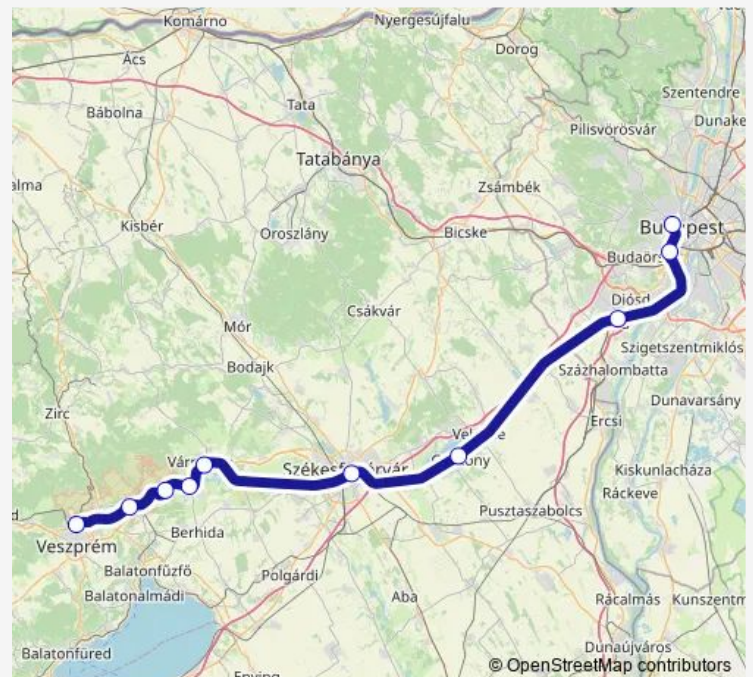 Komárno
Nyergesújfalu
Ács
Dorog
Szentendre
Bábolna
Tata
Dunake
Pilisvörösvár
Tatabánya
alma
Zsámbék
Kisbér
Oroszlány
Bicske
Budaörs
Diósd
Csákvár
Mór
Szigetszentmiklós
Bodajk
Százhalombatta
Dunavarsány
Zirc
Ercsi
Kiskunlacháza
Ráckeve
Pusztaszabolcs
Berhida
Veszprém
Balatonfűzfő
Polgárdi
Balatonalmádi
Aba
Rácalmás
Kunszentm
Balatonfüred
Dunaújváros
© OpenStreetMap contributors